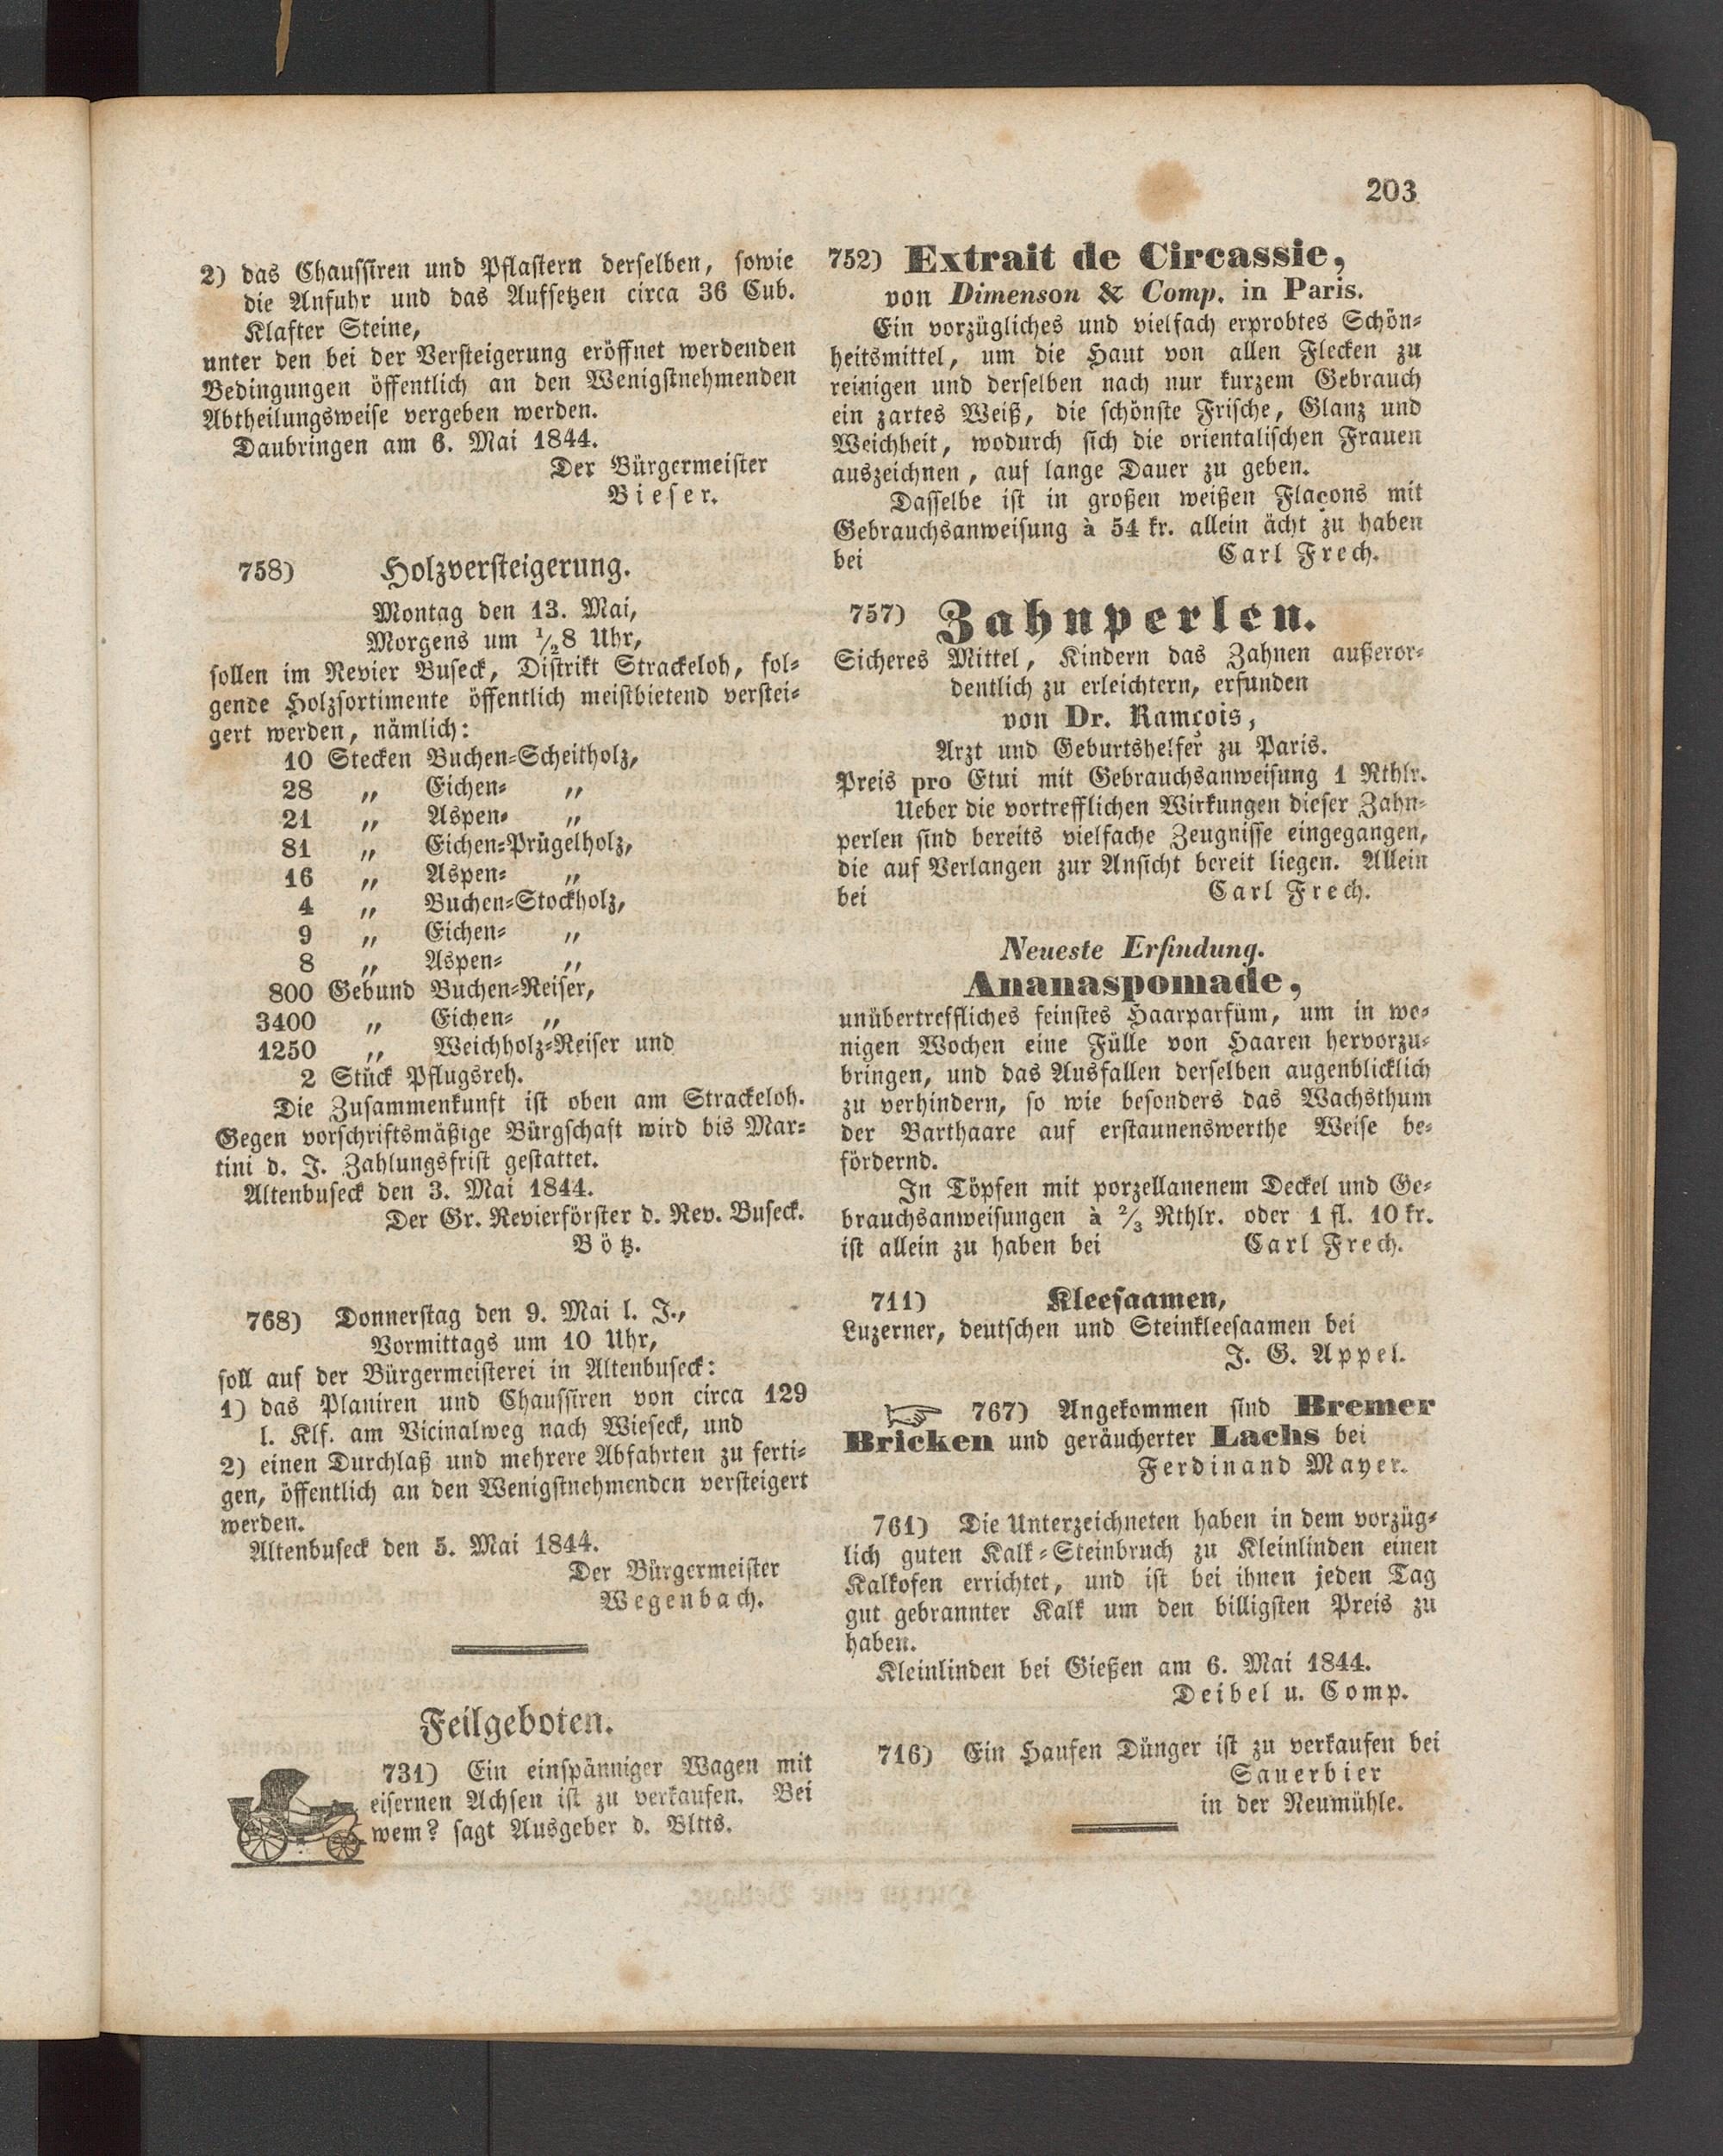 203
2) das Chaussiren und Pflastern derselben, sowie
die Anfuhr und das Aufsetzen circa 36 Cub.
Klafter Steine,
unter den bei der Versteigerung eröffnet werdenden
Bedingungen öffentlich an den Wenigstnehmenden
Abtheilungsweise vergeben werden.
Daubringen am 6. Mai 1844.
Der Bürgermeister
Bieser.
758) Holzversteigerung.
Montag den 13. Mai,
Morgens um ½8 Uhr,
sollen im Revier Buseck, Distrikt Strackeloh, fol-
gende Holzsortimente öffentlich meistbietend verstei-
gert werden, nämlich:
10 Stecken Buchen-Scheitholz,
28 „ Eichen- „
21 „ Aspen- „
81 „ Eichen-Prügelholz,
16 „ Aspen- „
4 „ Buchen-Stockholz,
9 „ Eichen- „
8 „ Aspen- „
800 Gebund Buchen-Reiser,
3400 „ Eichen- „
1250 „ Weichholz-Reiser und
2 Stück Pflugsreh.
Die Zusammenkunft ist oben am Strackeloh.
Gegen vorschriftsmäßige Bürgschaft wird bis Mar-
tini d. J. Zahlungsfrist gestattet.
Altenbuseck den 3. Mai 1844.
Der Gr. Revierförster d. Rev. Buseck.
Bötz.
768) Donnerstag den 9. Mai l. J.,
Vormittags um 10 Uhr,
soll auf der Bürgermeisterei in Altenbuseck:
1) das Planiren und Chaussiren von circa 129
l. Klf. am Vicinalweg nach Wieseck, und
2) einen Durchlaß und mehrere Abfahrten zu ferti-
gen, öffentlich an den Wenigstnehmenden versteigert
werden.
Altenbuseck den 5. Mai 1844.
Der Bürgermeister
Wegenbach.
Feilgeboten.
731) Ein einspänniger Wagen mit
eisernen Achsen ist zu verkaufen. Bei
wem? sagt Ausgeber d. Bltts.
752) Extrait de Circassie,
von Dimenson & Comp. in Paris.
Ein vorzügliches und vielfach erprobtes Schön-
heitsmittel, um die Haut von allen Flecken zu
reinigen und derselben nach nur kurzem Gebrauch
ein zartes Weiß, die schönste Frische, Glanz und
Weichheit, wodurch sich die orientalischen Frauen
auszeichnen, auf lange Dauer zu geben.
Dasselbe ist in großen weißen Flaçons mit
Gebrauchsanweisung à 54 kr. allein ächt zu haben
bei Carl Frech.
757) Zahnperlen.
Sicheres Mittel, Kindern das Zahnen außeror-
dentlich zu erleichtern, erfunden
von Dr. Ramçois,
Arzt und Geburtshelfer zu Paris.
Preis pro Etui mit Gebrauchsanweisung 1 Rthlr.
Ueber die vortrefflichen Wirkungen dieser Zahn-
perlen sind bereits vielfache Zeugnisse eingegangen,
die auf Verlangen zur Ansicht bereit liegen. Allein
bei Carl Frech.
Neueste Erfindung.
Ananaspomade,
unübertreffliches feinstes Haarparfüm, um in we-
nigen Wochen eine Fülle von Haaren hervorzu-
bringen, und das Ausfallen derselben augenblicklich
zu verhindern, so wie besonders das Wachsthum
der Barthaare auf erstaunenswerthe Weise be-
fördernd.
In Töpfen mit porzellanenem Deckel und Ge-
brauchsanweisungen à ⅔ Rthlr. oder 1 fl. 10 kr.
ist allein zu haben bei Carl Frech.
711) Kleesaamen,
Luzerner, deutschen und Steinkleesaamen bei
J. G. Appel.
☞ 767) Angekommen sind Bremer
Bricken und geräucherter Lachs bei
Ferdinand Mayer.
761) Die Unterzeichneten haben in dem vorzüg-
lich guten Kalk-Steinbruch zu Kleinlinden einen
Kalkofen errichtet, und ist bei ihnen jeden Tag
gut gebrannter Kalk um den billigsten Preis zu
haben.
Kleinlinden bei Gießen am 6. Mai 1844.
Deibel u. Comp.
716) Ein Haufen Dünger ist zu verkaufen bei
Sauerbier
in der Neumühle.